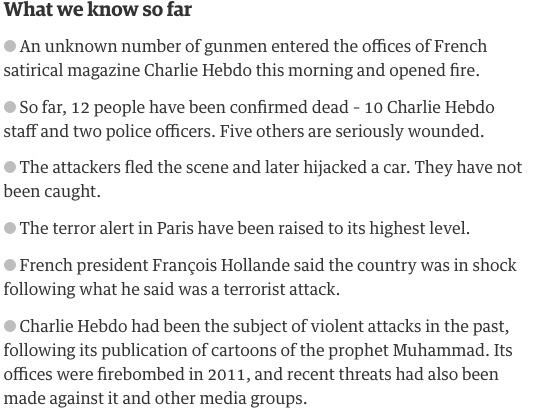 What we know so far
● An unknown number of gunmen entered the offices of French
satirical magazine Charlie Hebdo this morning and opened fire.
● So far, 12 people have been confirmed dead – 10 Charlie Hebdo
staff and two police officers. Five others are seriously wounded.
● The attackers fled the scene and later hijacked a car. They have not
been caught.
● The terror alert in Paris have been raised to its highest level.
● French president François Hollande said the country was in shock
following what he said was a terrorist attack.
● Charlie Hebdo had been the subject of violent attacks in the past,
following its publication of cartoons of the prophet Muhammad. Its
offices were firebombed in 2011, and recent threats had also been
made against it and other media groups.